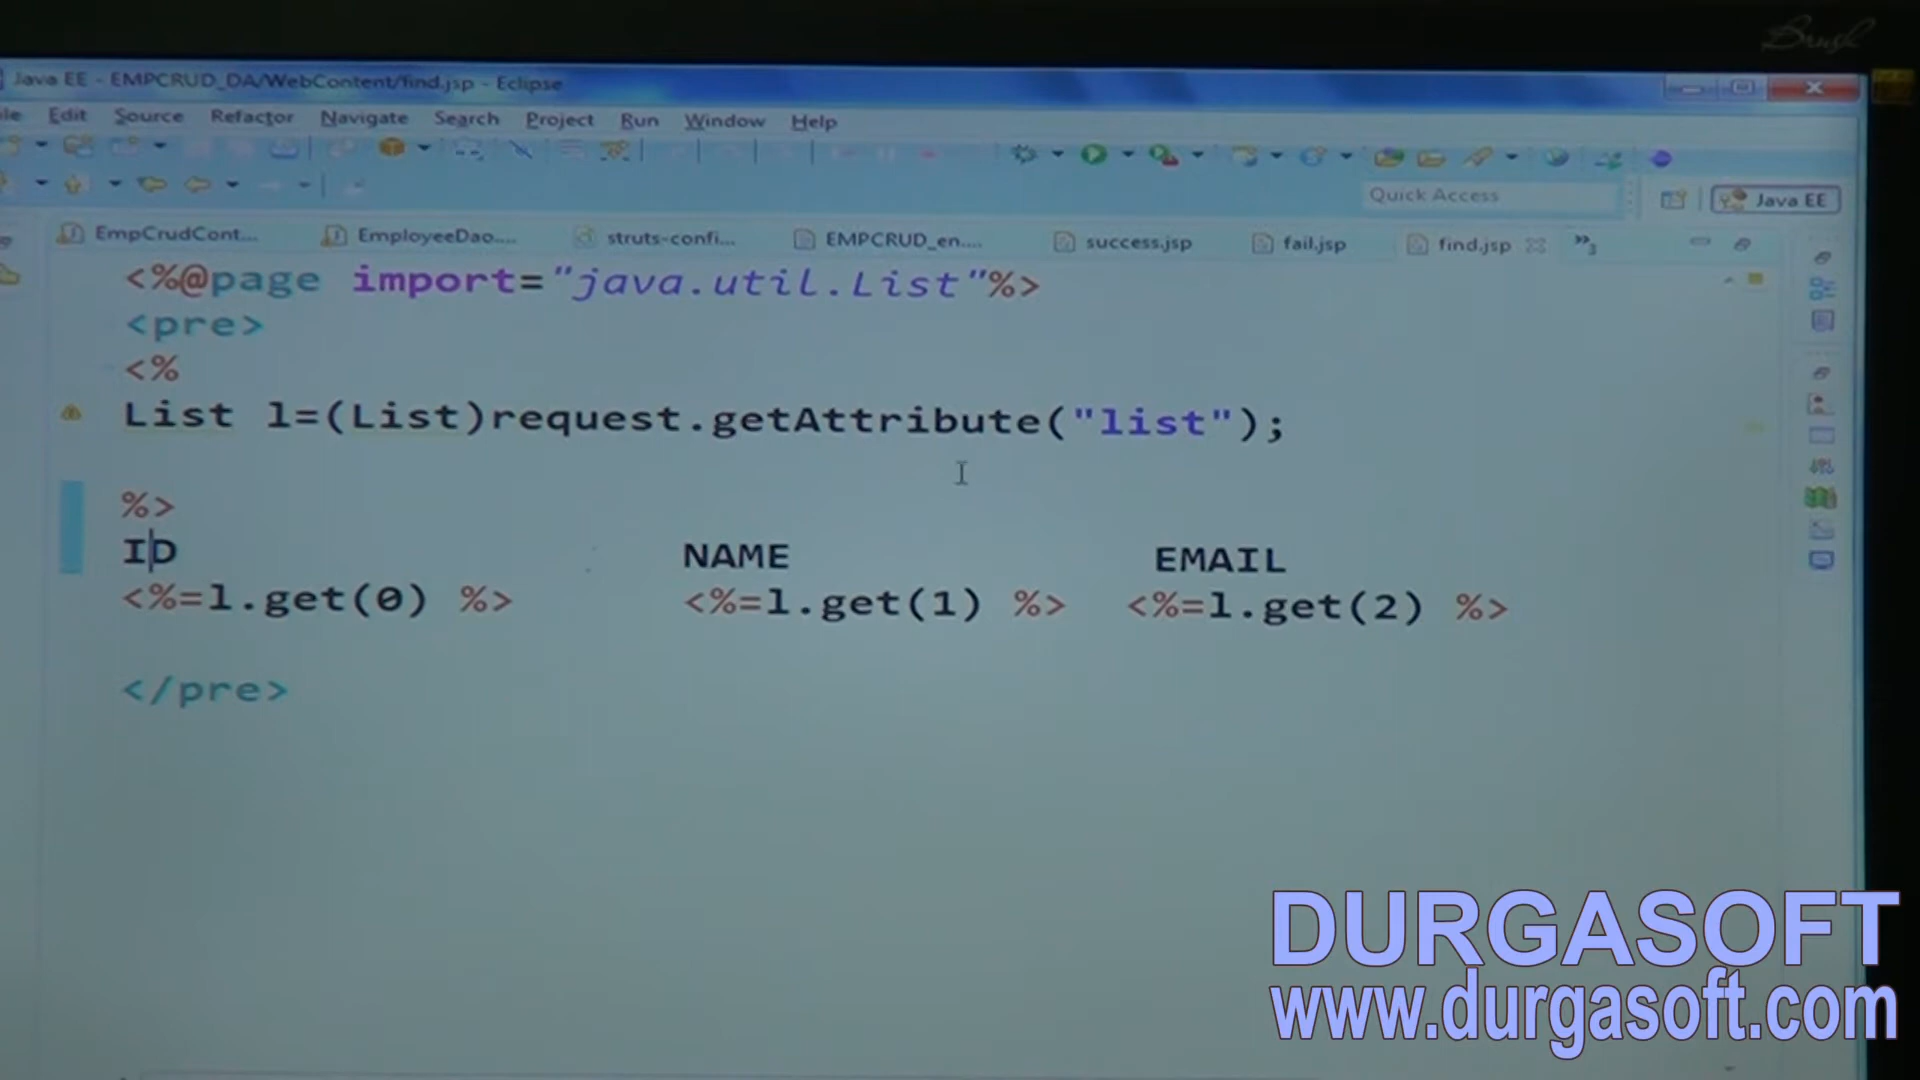 Brush
Java EE - EMPCRUD_DA/WebContent/find.jsp - Eclipse
Edit Source Refactor Navigate Search Project Run Window Help
Quick Access
Java EE
EmpCrudCont... EmployeeDao.... struts-confi... EMPCRUD_en.... success.jsp fail.jsp find.jsp »3
<%@page import="java.util.List"%>
<pre>
<%
List l=(List)request.getAttribute("list");
%>
ID NAME EMAIL
<%=l.get(0) %> <%=l.get(1) %> <%=l.get(2) %>
</pre>
DURGASOFT
www.durgasoft.com